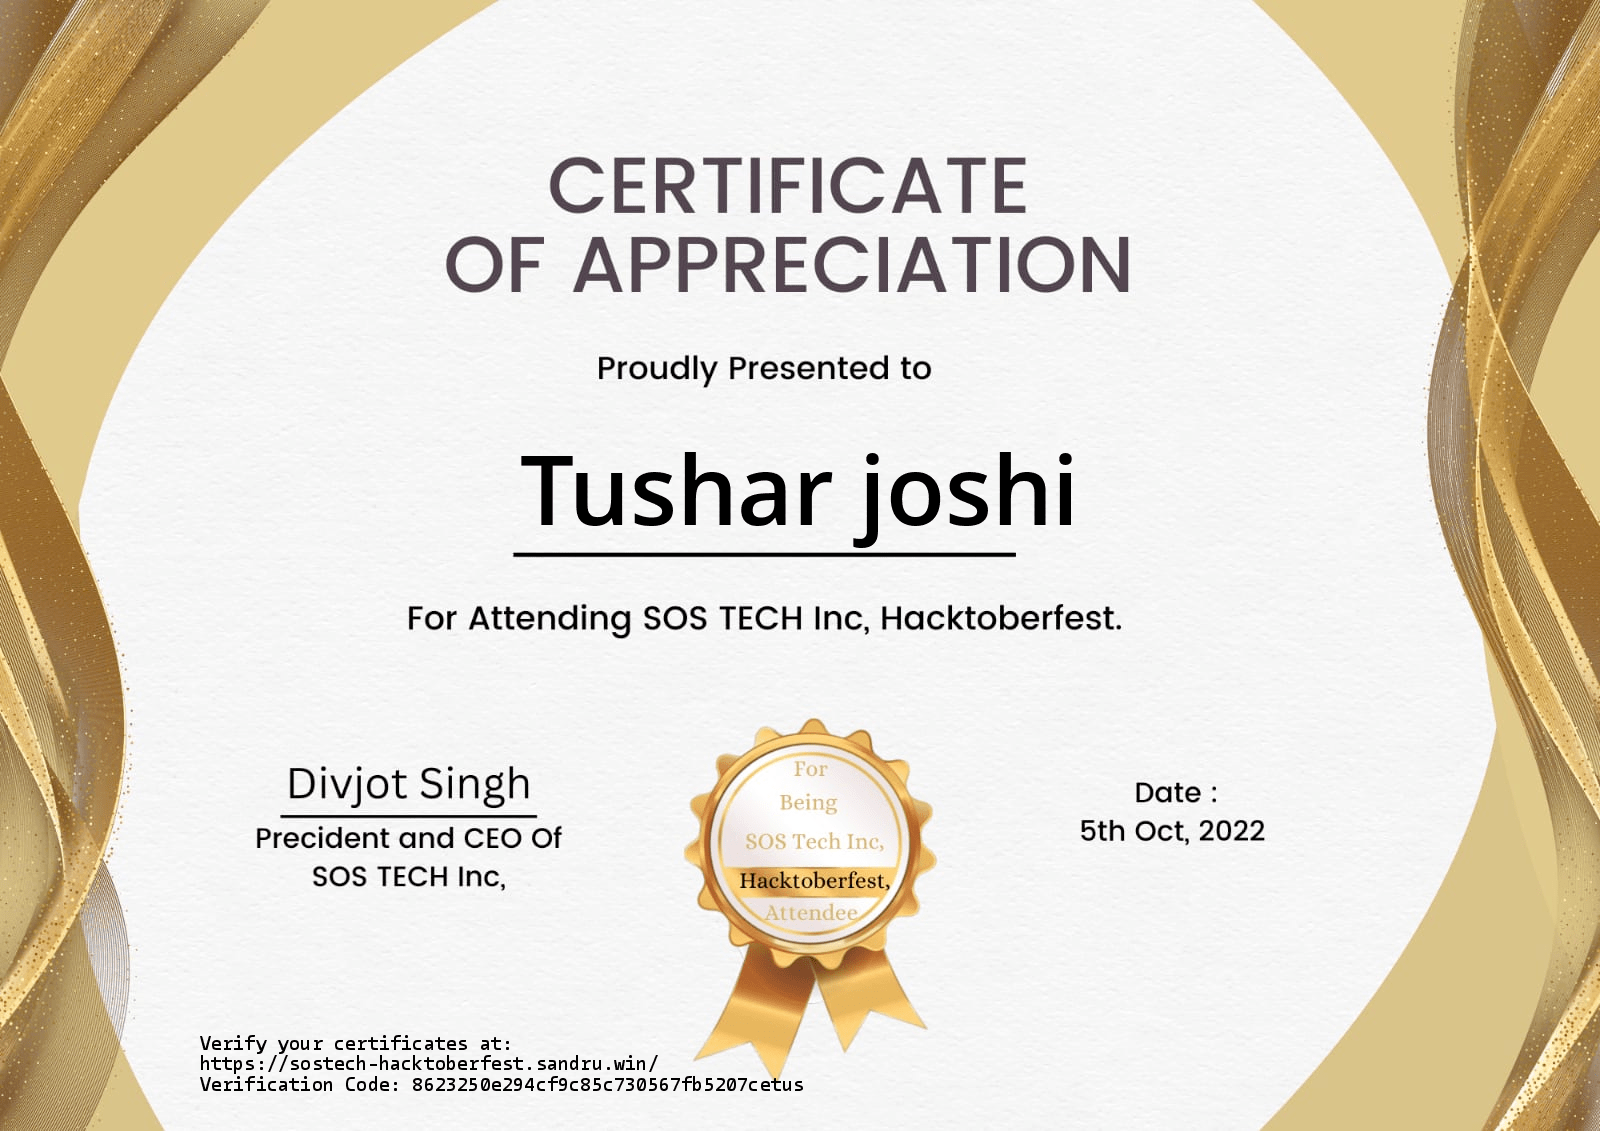 CERTIFICATE
OF APPRECIATION
Proudly Presented to
Tushar joshi
For Attending SOS TECH Inc, Hacktoberfest.
Divjot Singh
Precident and CEO Of
SOS TECH Inc,
For
Being
SOS Tech Inc,
Hacktoberfest,
Attendee
Date :
5th Oct, 2022
Verify your certificates at:
https://sostech-hacktoberfest.sandru.win/
Verification Code: 8623250e294cf9c85c730567fb5207cetus